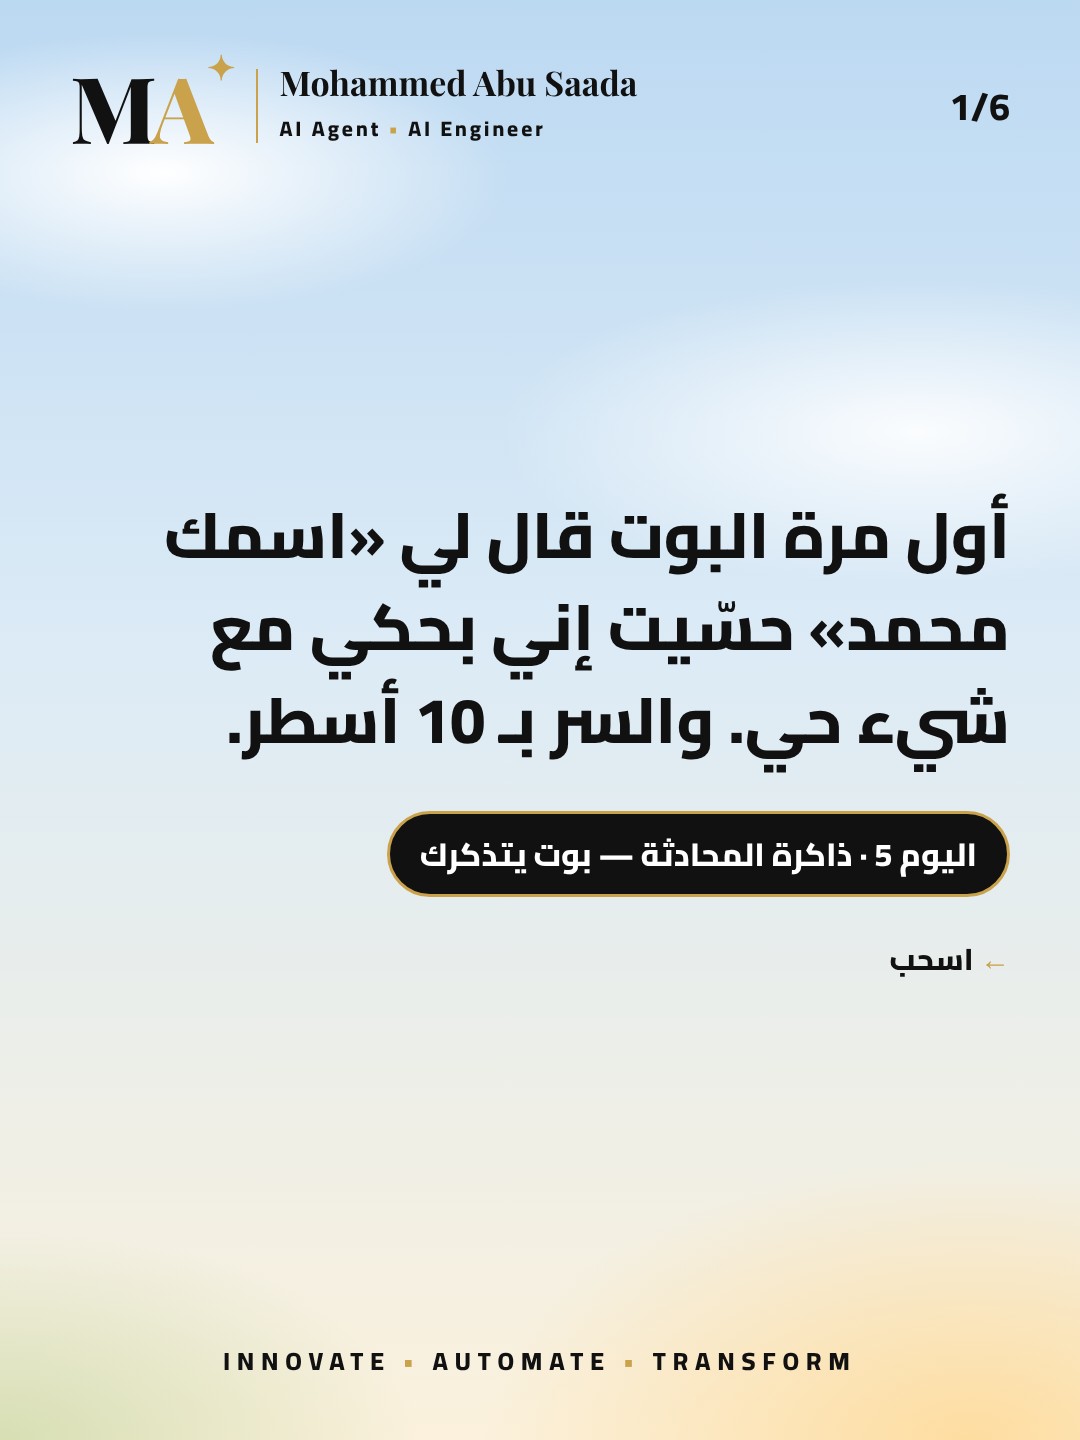 MA
Mohammed Abu Saada
AI Agent ▪ AI Engineer
1/6
أول مرة البوت قال لي «اسمك
محمد» حسّيت إني بحكي مع
شيء حي. والسر بـ 10 أسطر.
اليوم 5 · ذاكرة المحادثة — بوت يتذكرك
← اسحب
INNOVATE ▪ AUTOMATE ▪ TRANSFORM